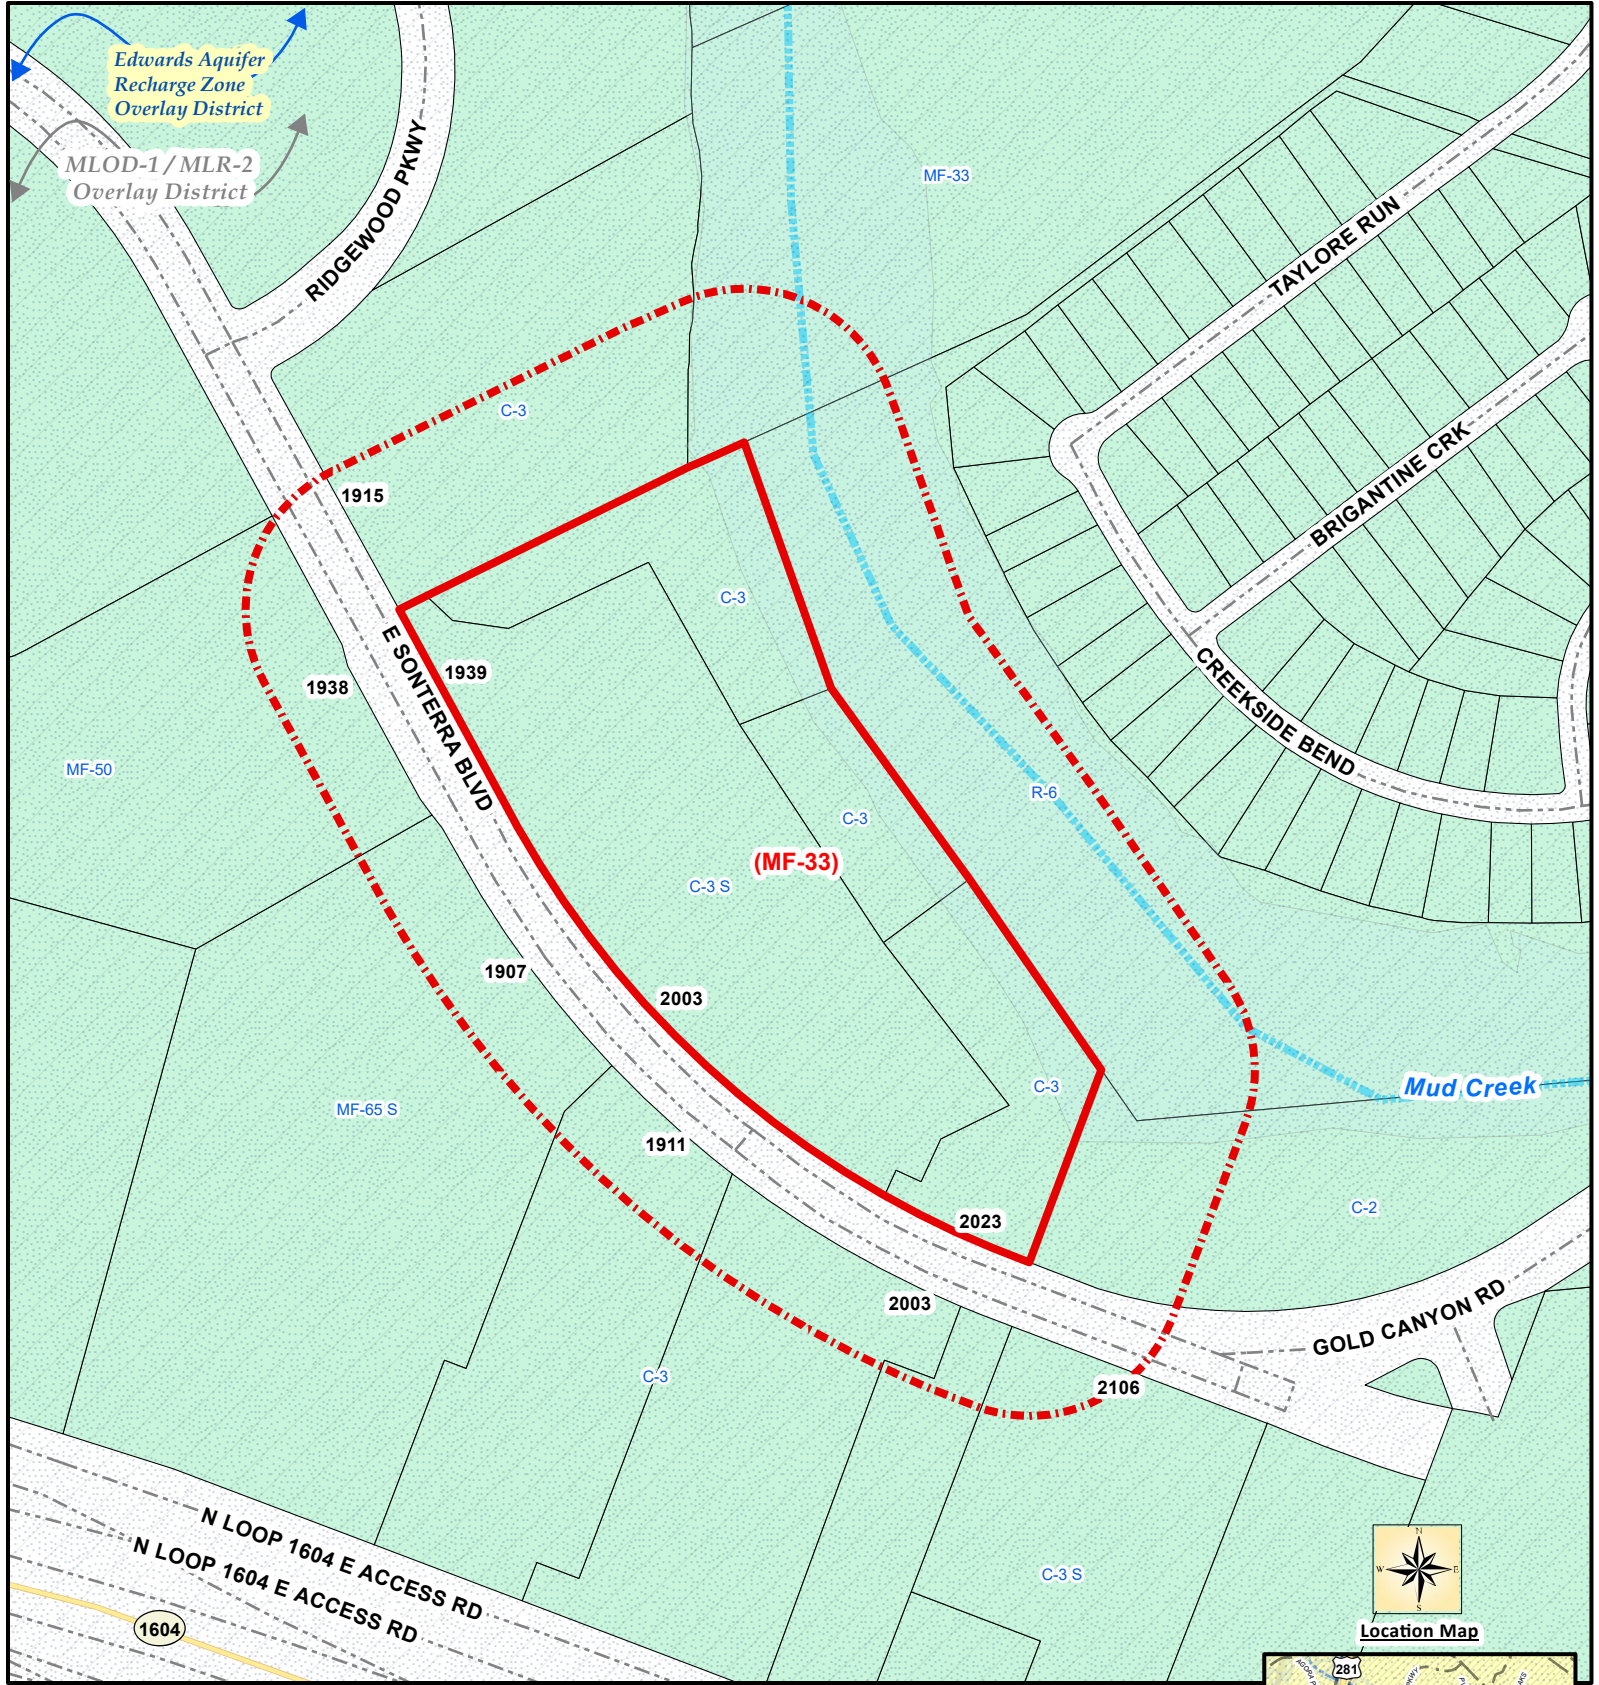 Edwards Aquifer
Recharge Zone
Overlay District
MLOD-1 / MLR-2
Overlay District
RIDGEWOOD PKWY
MF-33
TAYLORE RUN
C-3
BRIGANTINE CRK
1915
C-3
E SONTERRA BLVD
1939
1938
CREEKSIDE BEND
MF-50
R-6
C-3
(MF-33)
C-3 S
1907
2003
Mud Creek
C-3
MF-65 S
1911
C-2
2023
2003
GOLD CANYON RD
C-3
2106
N LOOP 1604 E ACCESS RD
N LOOP 1604 E ACCESS RD
1604
C-3 S
N
W
E
S
Location Map
281